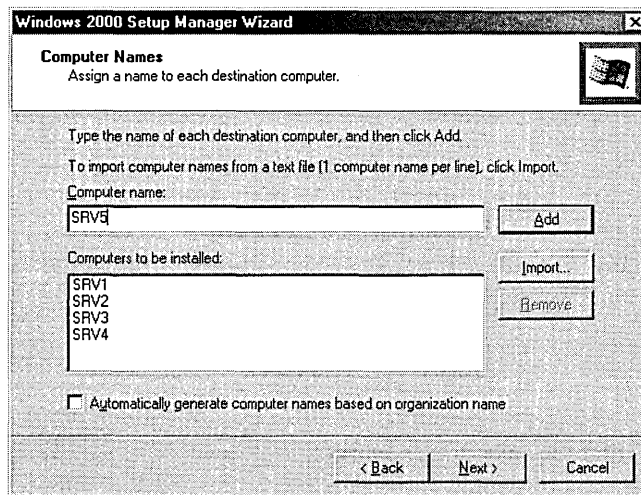 Windows 2000 Setup Manager Wizard
Computer Names
Assign a name to each destination computer.
Type the name of each destination computer, and then click Add.
To import computer names from a text file [1 computer name per line], click Import.
Computer name:
SRV5
Add
Computers to be installed:
Import...
SRV1
SRV2
Remove
SRV3
SRV4
Automatically generate computer names based on organization name
< Back
Next >
Cancel